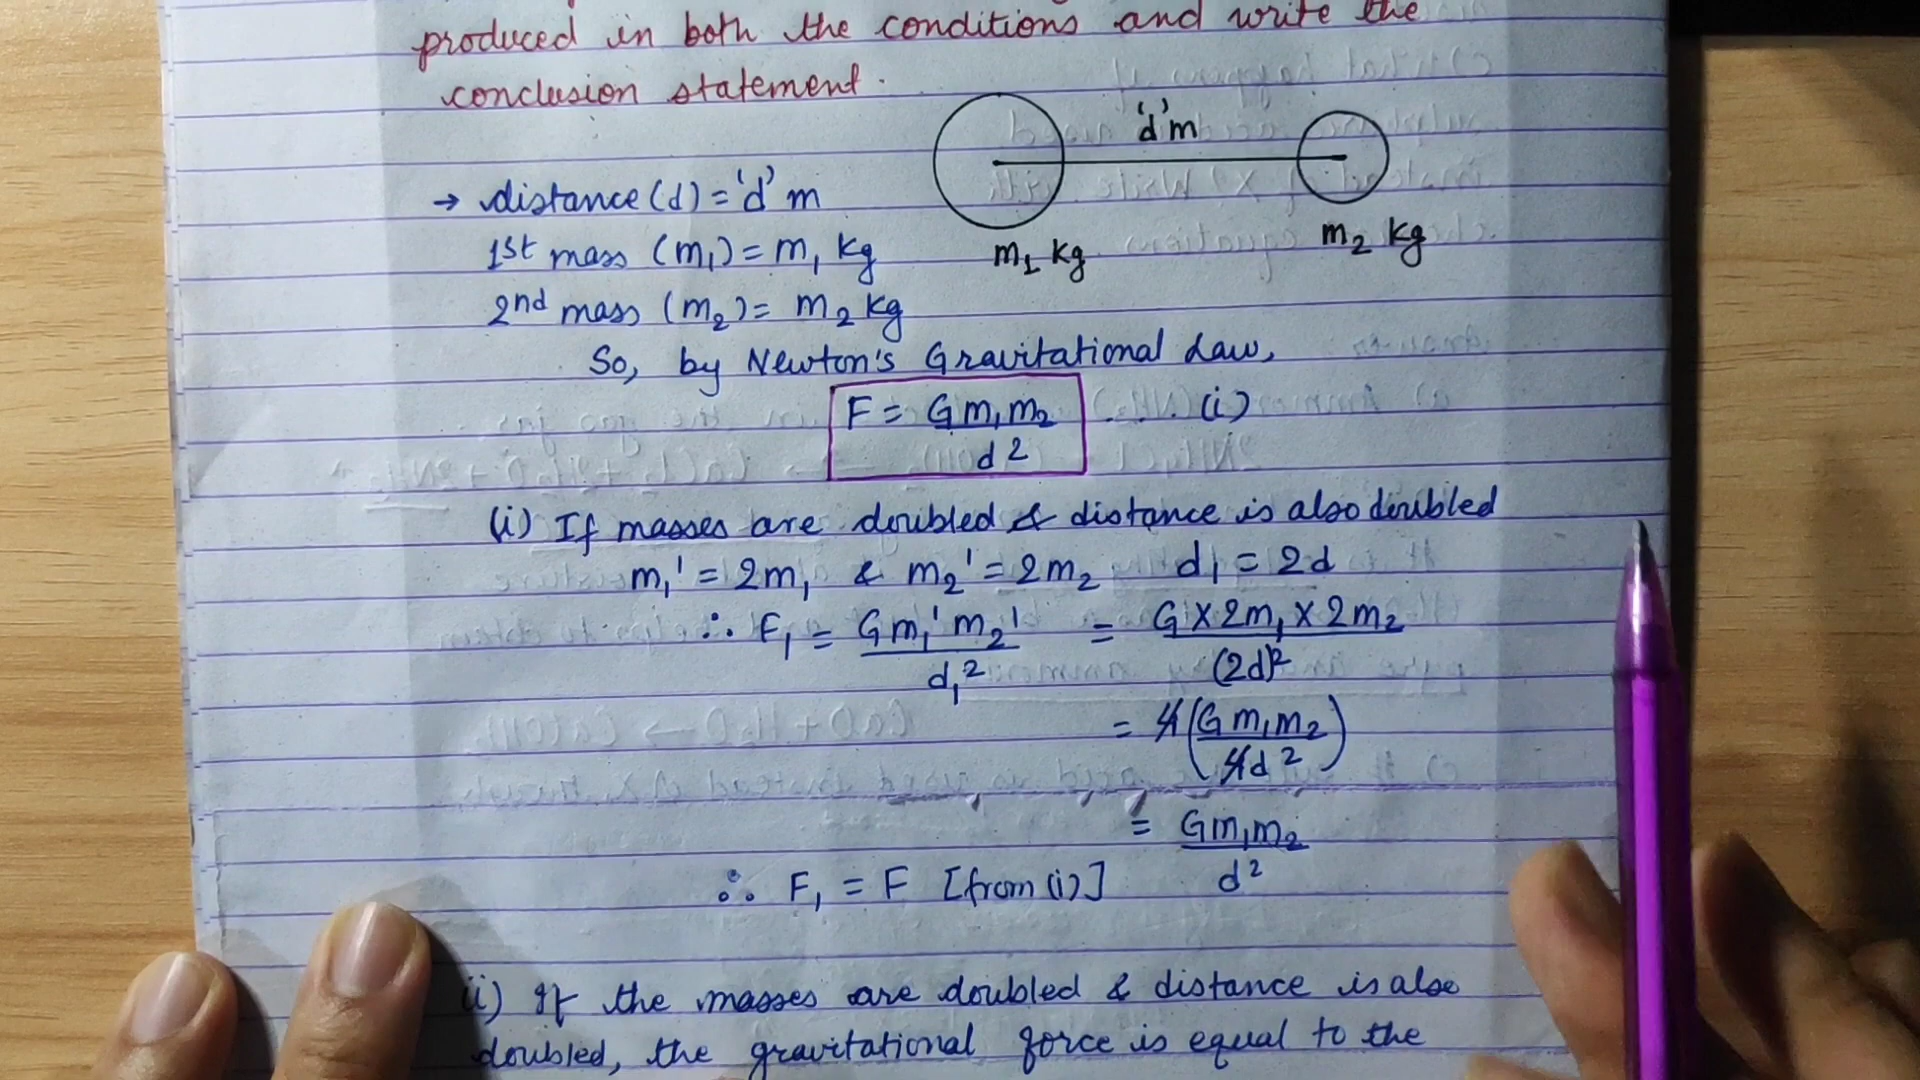 produced in both the conditions and write the
conclusion statement.
'd'm
→ distance (d) = 'd' m
1st mass (m₁) = m₁ kg
m₁ kg
m₂ kg
2nd mass (m₂) = m₂ kg
So, by Newton's Gravitational Law,
F = Gm₁m₂ / d² . . . (i)
(i) If masses are doubled & distance is also doubled
m₁' = 2m₁ & m₂' = 2m₂ d₁ = 2d
∴ F₁ = Gm₁'m₂' / d₁² = G x 2m₁ x 2m₂ / (2d)²
= 4 (Gm₁m₂ / 4d²)
= Gm₁m₂ / d²
∴ F₁ = F [from (i)]
ii) If the masses are doubled & distance is also
doubled, the gravitational force is equal to the